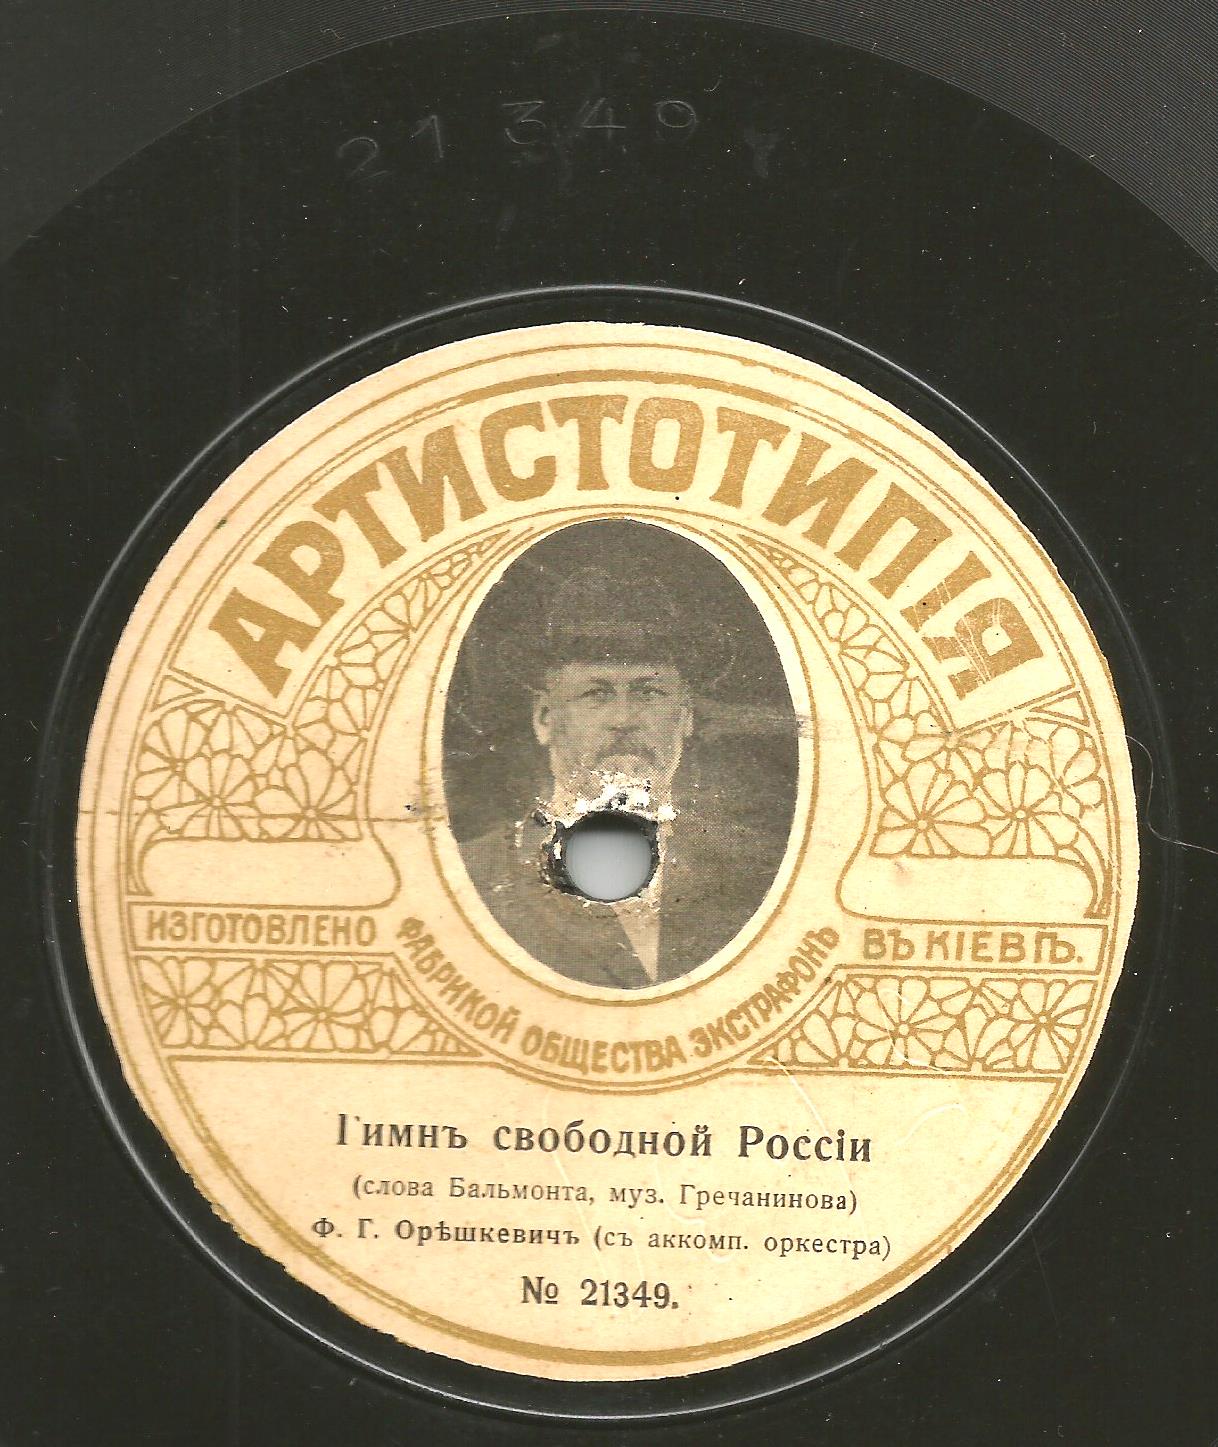 21349
АРТИСТОТИПІЯ
ИЗГОТОВЛЕНО
ФАБРИКОЙ ОБЩЕСТВА ЭКСТРАФОНЪ
ВЪ КІЕВѢ.
Гимнъ свободной Россіи
(слова Бальмонта, муз. Гречанинова)
Ф. Г. Орѣшкевичъ (съ аккомп. оркестра)
№ 21349.